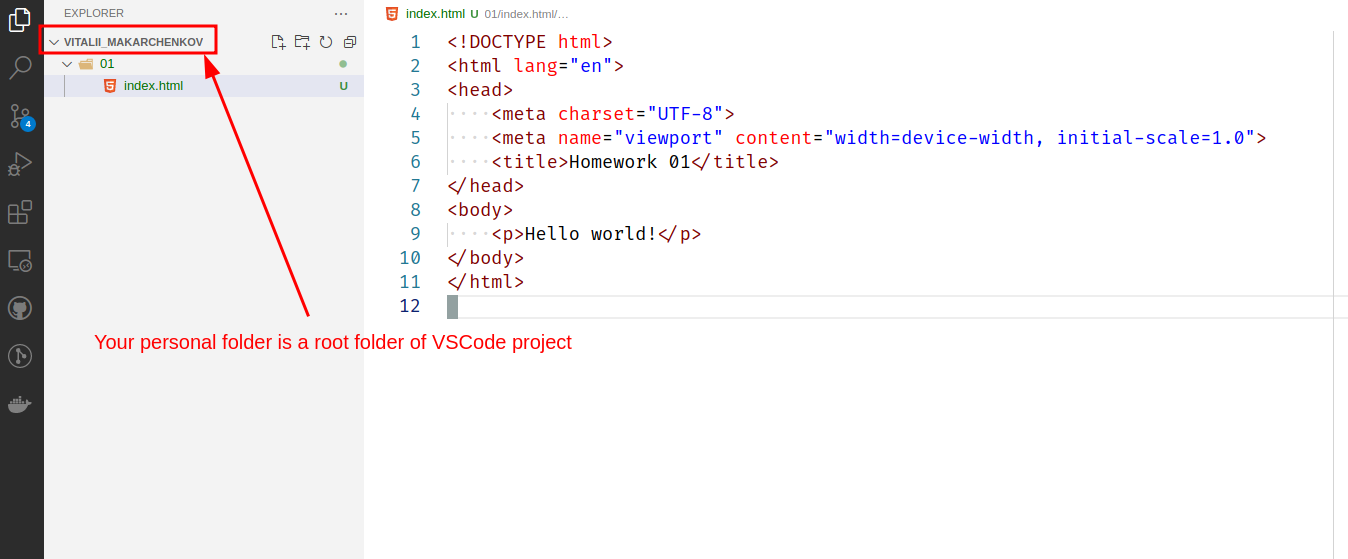 EXPLORER
···
index.html U 01/index.html/...
VITALII_MAKARCHENKOV
01
index.html U
4
1 <!DOCTYPE html>
2 <html lang="en">
3 <head>
4 ····<meta charset="UTF-8">
5 ····<meta name="viewport" content="width=device-width, initial-scale=1.0">
6 ····<title>Homework 01</title>
7 </head>
8 <body>
9 ····<p>Hello world!</p>
10 </body>
11 </html>
12
Your personal folder is a root folder of VSCode project